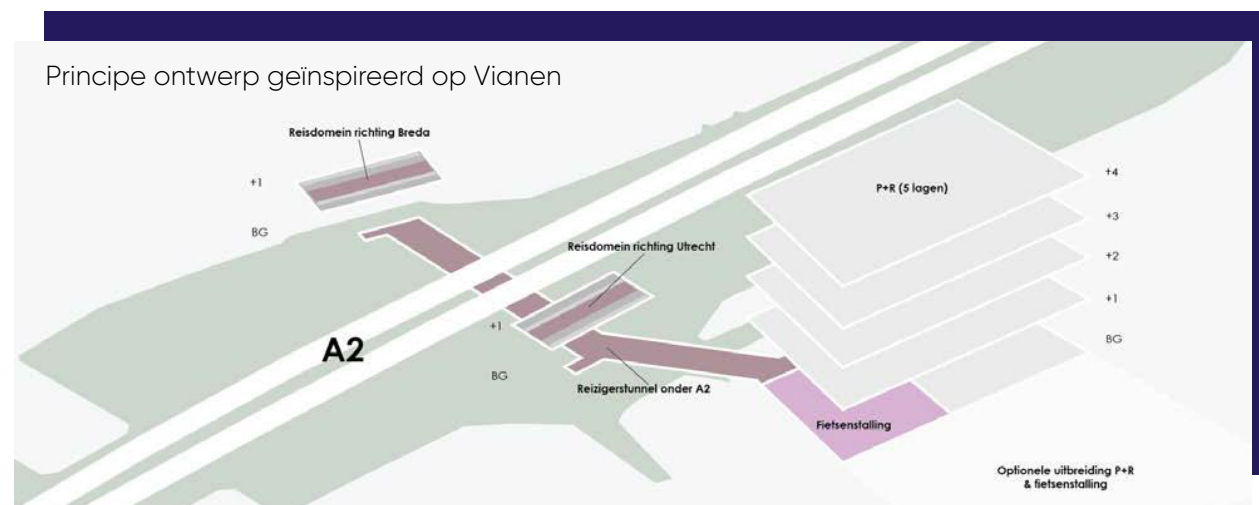 Principe ontwerp geïnspireerd op Vianen
Reisdomein richting Breda
+1
BG
P+R (5 lagen)
+4
+3
+2
+1
BG
Reisdomein richting Utrecht
+1
A2
BG
Reizigerstunnel onder A2
Fietsenstalling
Optionele uitbreiding P+R
& fietsenstalling